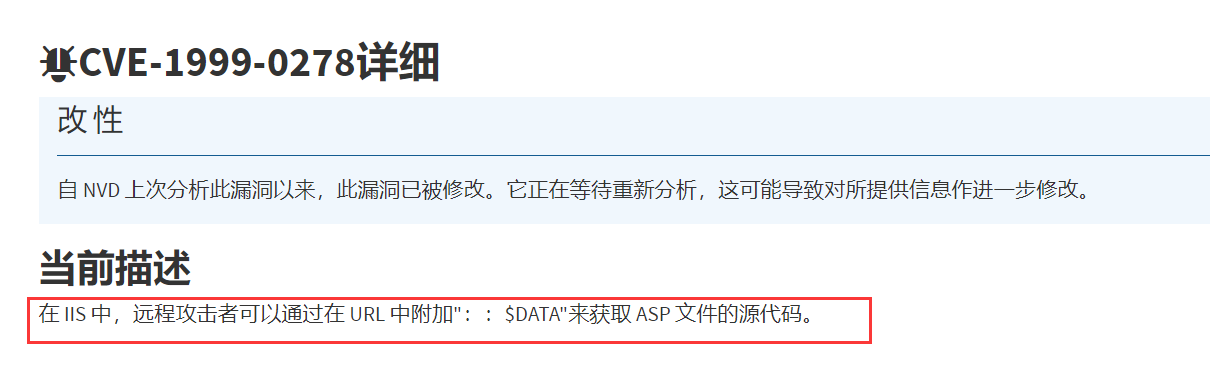 CVE-1999-0278详细
改性
自 NVD 上次分析此漏洞以来，此漏洞已被修改。它正在等待重新分析，这可能导致对所提供信息作进一步修改。
当前描述
在 IIS 中，远程攻击者可以通过在 URL 中附加"：：$DATA"来获取 ASP 文件的源代码。